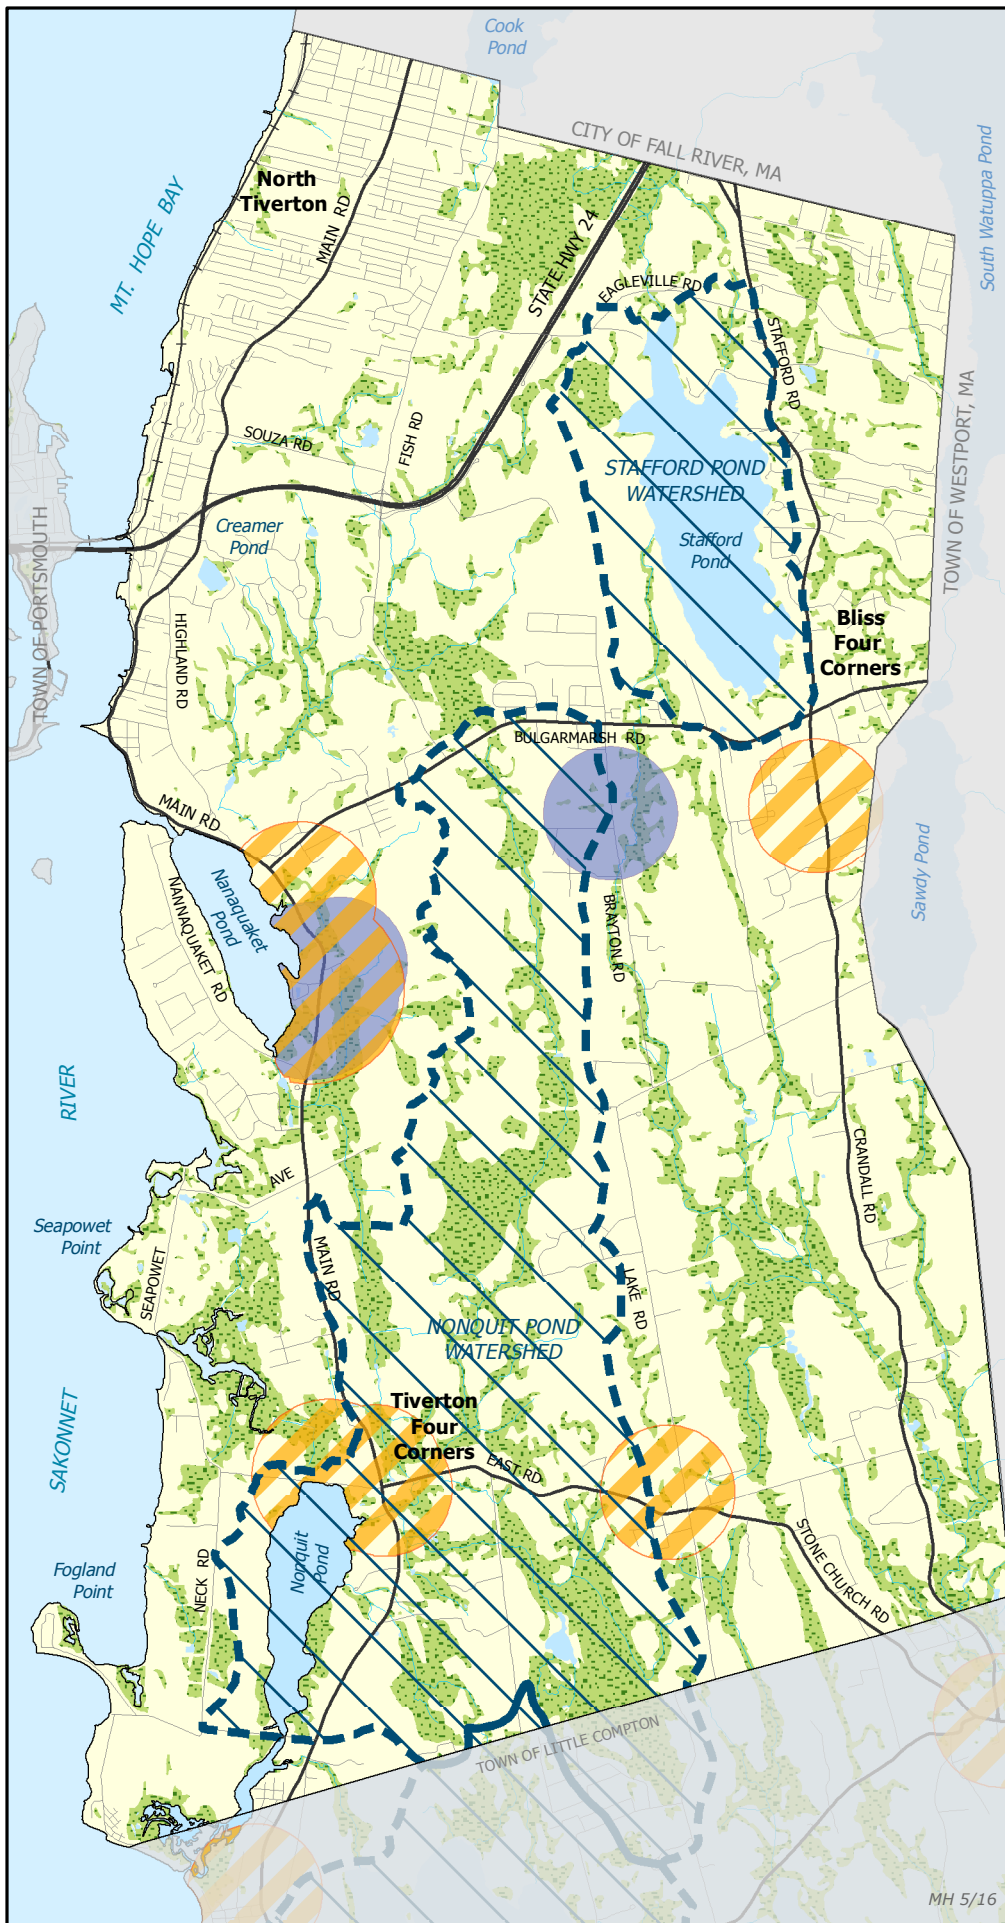 Cook
Pond
CITY OF FALL RIVER, MA
South Watuppa Pond
North
Tiverton
MAIN RD
MT. HOPE BAY
STATE HWY 24
EAGLEVILLE RD
STAFFORD RD
SOUZA RD
FISH RD
STAFFORD POND
WATERSHED
Creamer
Pond
Stafford
Pond
TOWN OF WESTPORT, MA
TOWN OF PORTSMOUTH
HIGHLAND RD
Bliss
Four
Corners
BULGARMARSH RD
MAIN RD
Nanaquaket
Pond
NANNAQUAKET RD
Sawdy Pond
BRAYTON RD
RIVER
CRANDALL RD
AVE
Seapowet
Point
SEAPOWET
MAIN RD
LAKE RD
NONQUIT POND
WATERSHED
SAKONNET
Tiverton
Four
Corners
EAST RD
STONE CHURCH RD
Nonquit
Pond
Fogland
Point
NECK RD
TOWN OF LITTLE COMPTON
MH 5/16